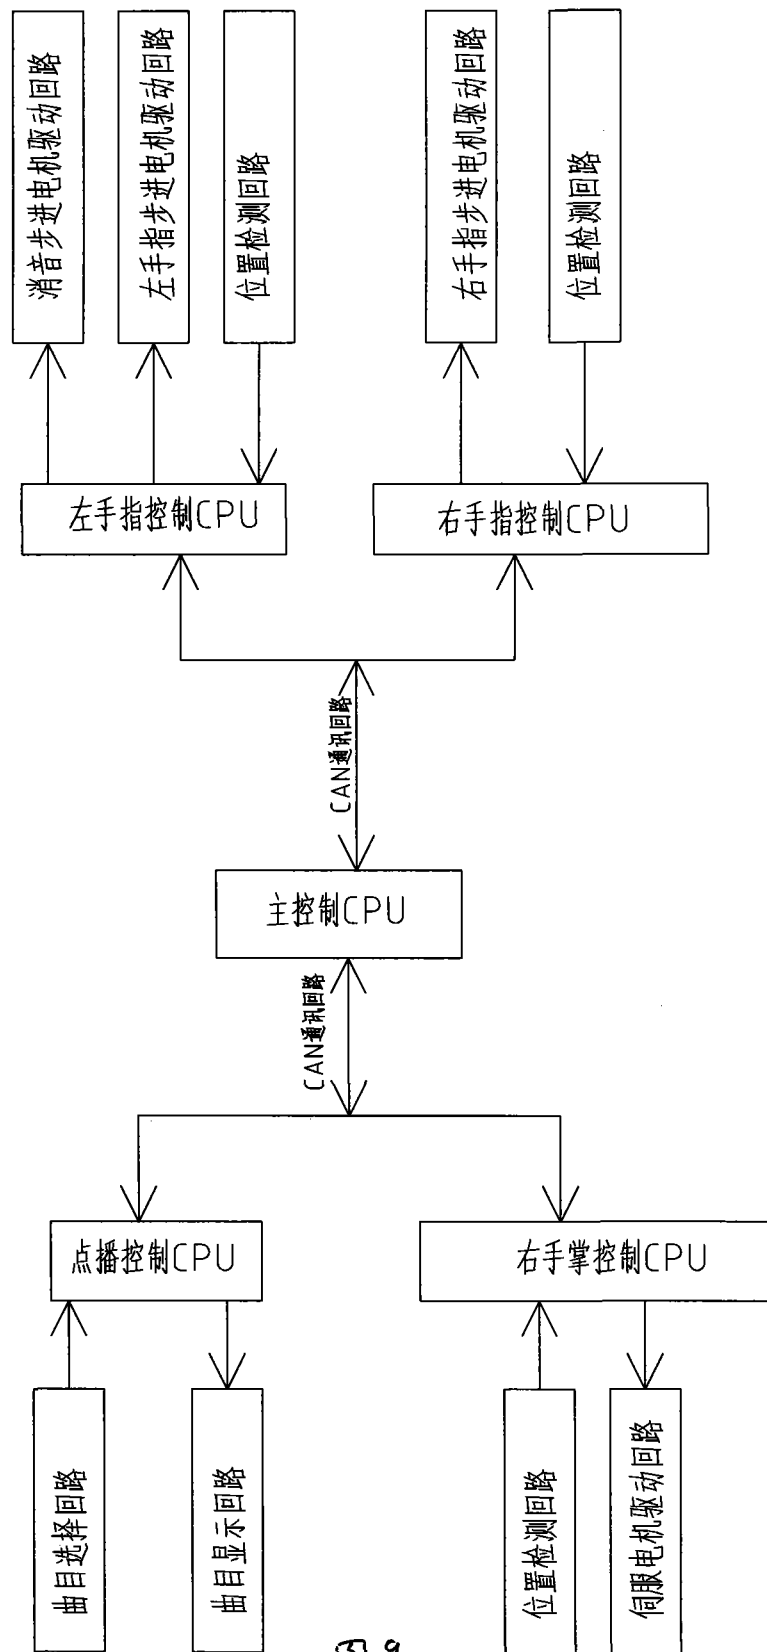 消音步进电机驱动回路
左手指步进电机驱动回路
位置检测回路
右手指步进电机驱动回路
位置检测回路
左手指控制CPU
右手指控制CPU
CAN通讯回路
主控制CPU
CAN通讯回路
点播控制CPU
右手掌控制CPU
曲目选择回路
曲目显示回路
位置检测回路
伺服电机驱动回路
图9